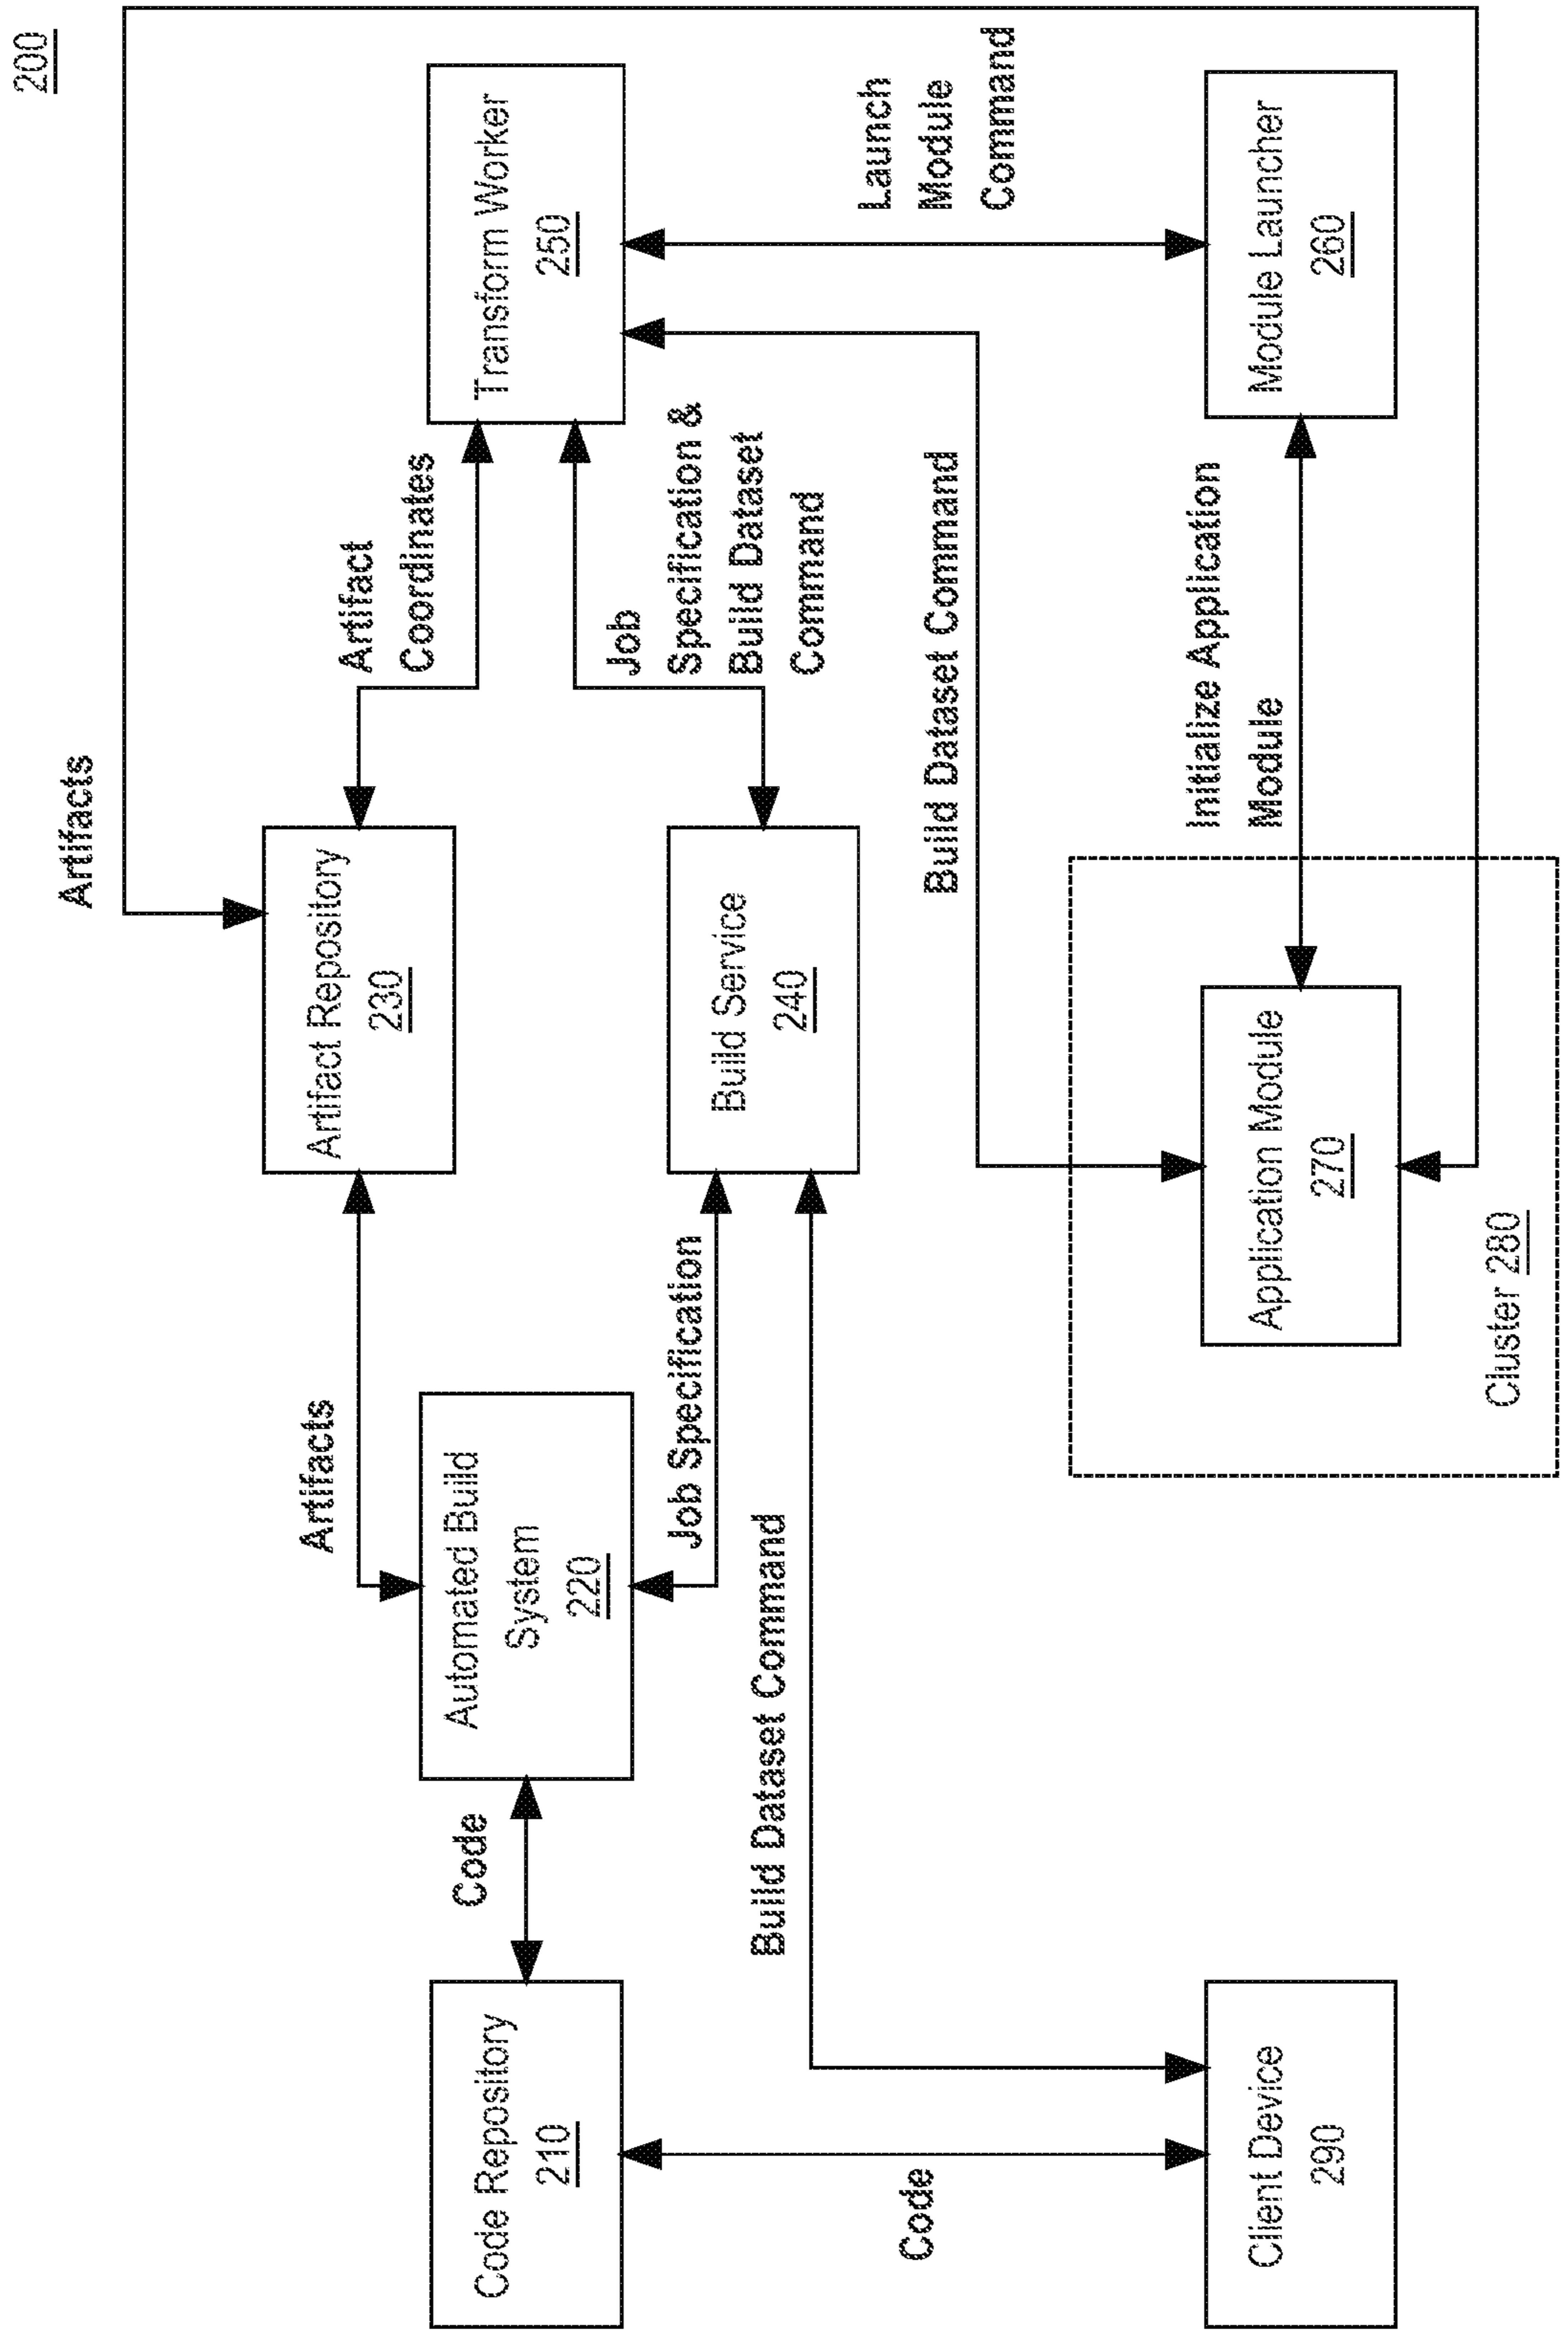 200
Artifacts
Artifact
Coordinates
Transform Worker
250
Artifacts
Artifact Repository
230
Job
Specification &
Build Dataset
Command
Launch
Module
Command
Code
Automated Build
System
220
Job Specification
Build Service
240
Code Repository
210
Build Dataset Command
Build Dataset Command
Code
Initialize Application
Module
Client Device
290
Application Module
270
Module Launcher
260
Cluster 280